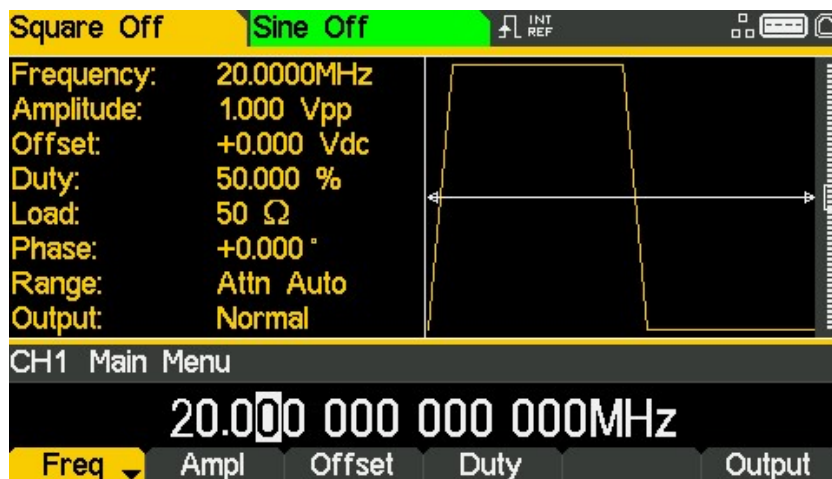 Square Off Sine Off INT REF
Frequency: 20.0000MHz
Amplitude: 1.000 Vpp
Offset: +0.000 Vdc
Duty: 50.000 %
Load: 50 Ω
Phase: +0.000 °
Range: Attn Auto
Output: Normal
CH1 Main Menu
20.000 000 000 000MHz
Freq Ampl Offset Duty Output